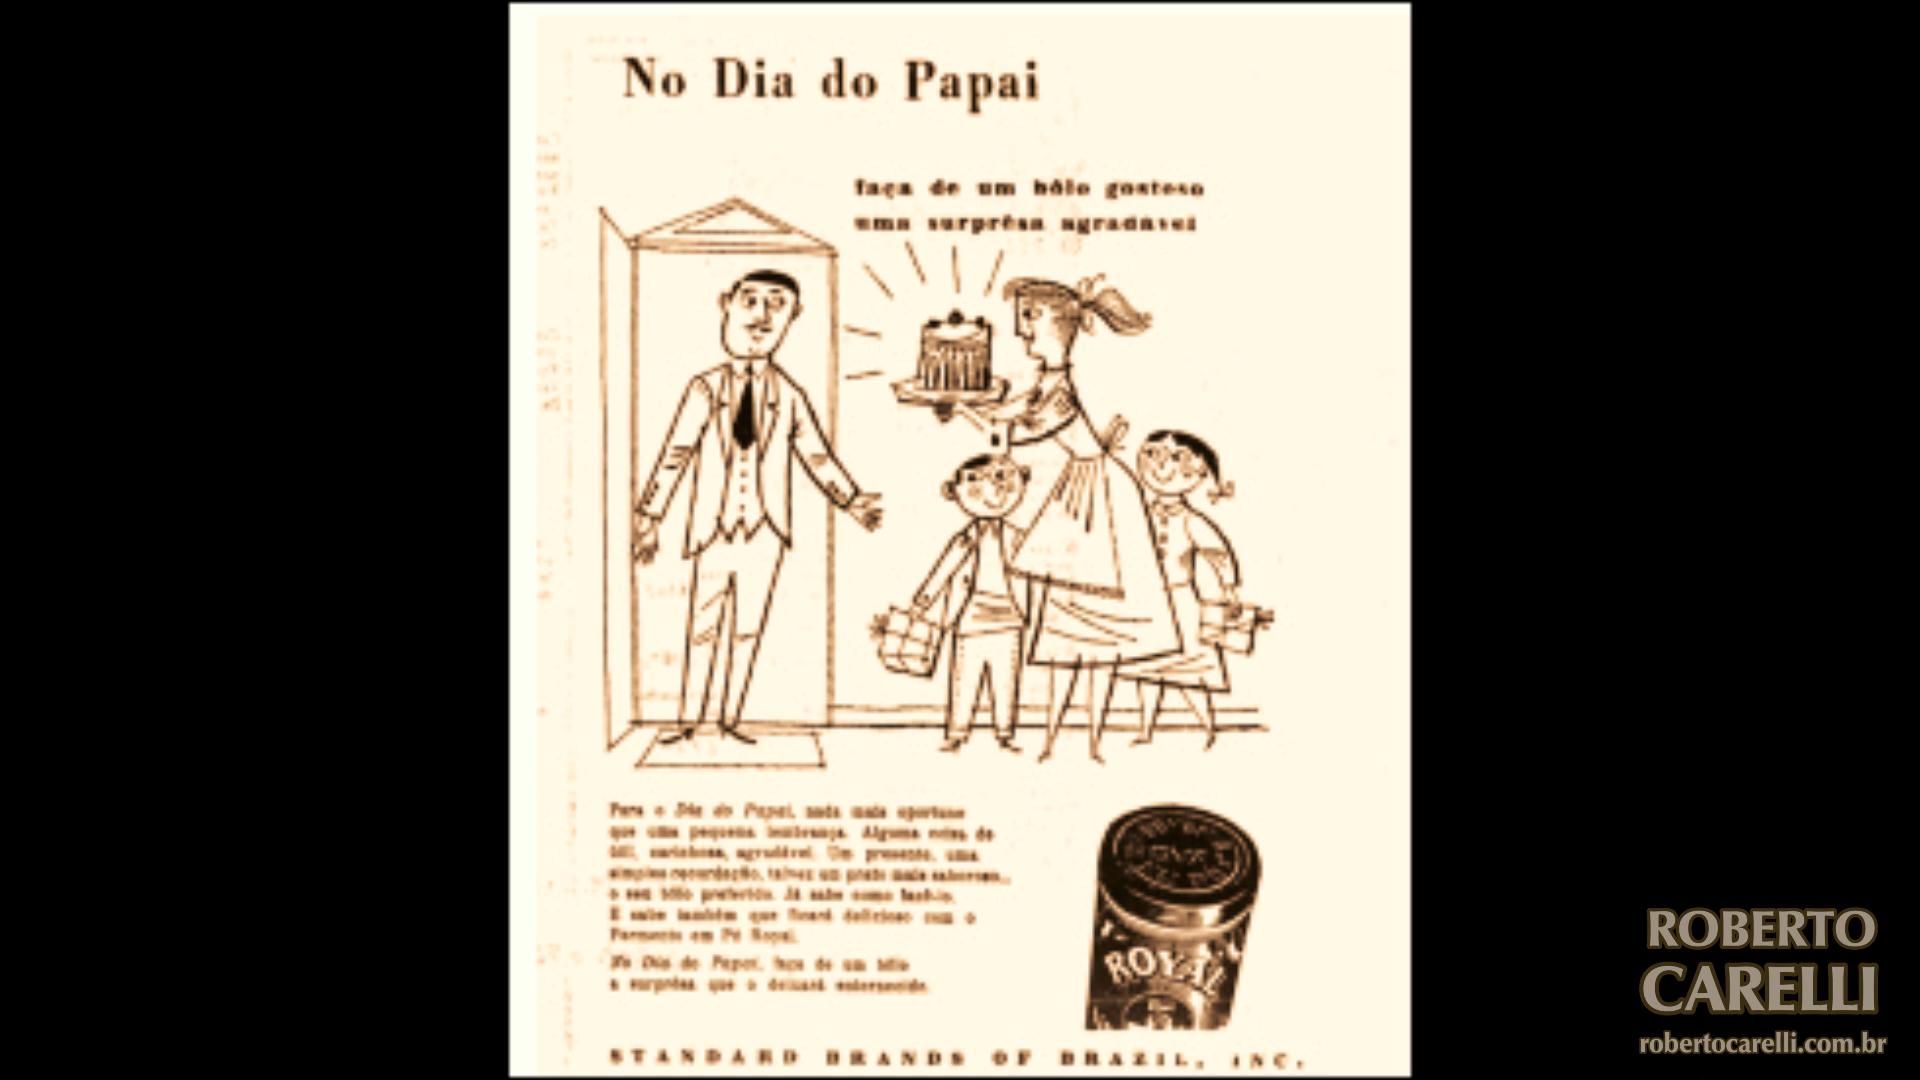 No Dia do Papai
faça de um bôlo gostoso
uma surprêsa agradável
Para o Dia do Papai, nada mais oportuno
que uma pequena lembrança. Alguma coisa de
útil, carinhosa, agradável. Um presente, uma
simples recordação, talvez um prato mais saboroso...
o seu bôlo preferido. Já sabe como fazê-lo.
E sabe também que ficará delicioso com o
Fermento em Pó Royal.
No Dia do Papai, faça de um bôlo
a surprêsa que o deixará enternecido.
ROYAL
STANDARD BRANDS OF BRAZIL, INC.
ROBERTO
CARELLI
robertocarelli.com.br